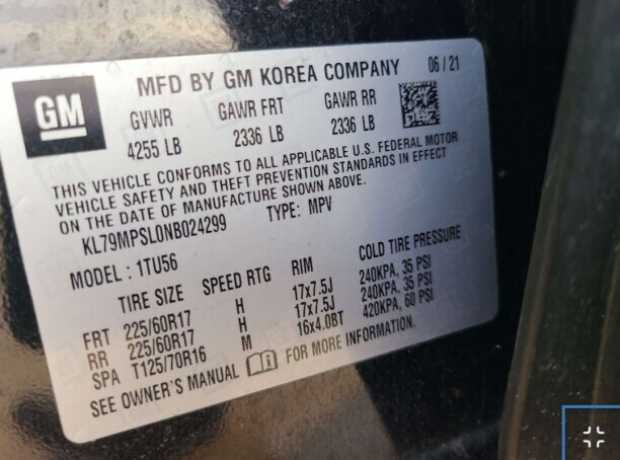 GM
MFD BY GM KOREA COMPANY 06/21
GVWR GAWR FRT GAWR RR
4255 LB 2336 LB 2336 LB
THIS VEHICLE CONFORMS TO ALL APPLICABLE U.S. FEDERAL MOTOR
VEHICLE SAFETY AND THEFT PREVENTION STANDARDS IN EFFECT
ON THE DATE OF MANUFACTURE SHOWN ABOVE.
KL79MPSL0NB024299 TYPE: MPV
MODEL: 1TU56
TIRE SIZE SPEED RTG RIM COLD TIRE PRESSURE
FRT 225/60R17 H 17x7.5J 240KPA, 35 PSI
RR 225/60R17 H 17x7.5J 240KPA, 35 PSI
SPA T125/70R16 M 16x4.0BT 420KPA, 60 PSI
SEE OWNER'S MANUAL FOR MORE INFORMATION.